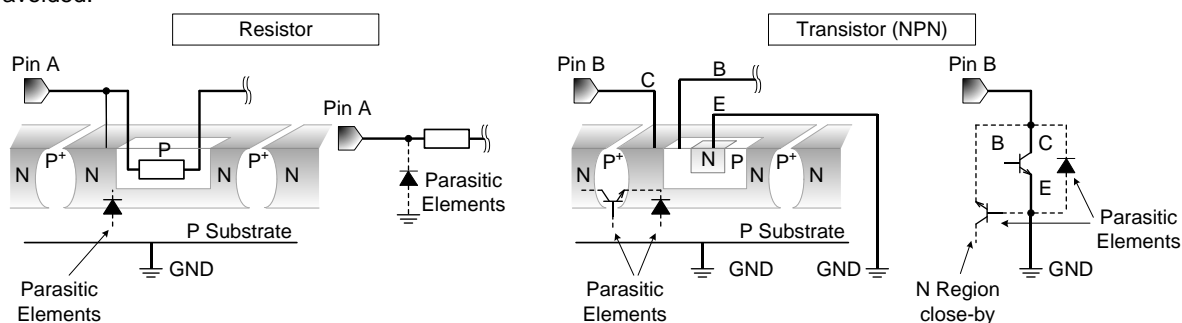 avoided.
Resistor
Transistor (NPN)
Pin A
Pin A
Pin B
C
B
E
Pin B
N
P+
N
P
N
P+
N
Parasitic
Elements
P Substrate
GND
Parasitic
Elements
N
P+
N
N
P
N
P+
N
P Substrate
GND
GND
Parasitic
Elements
B
C
E
Parasitic
Elements
GND
N Region
close-by